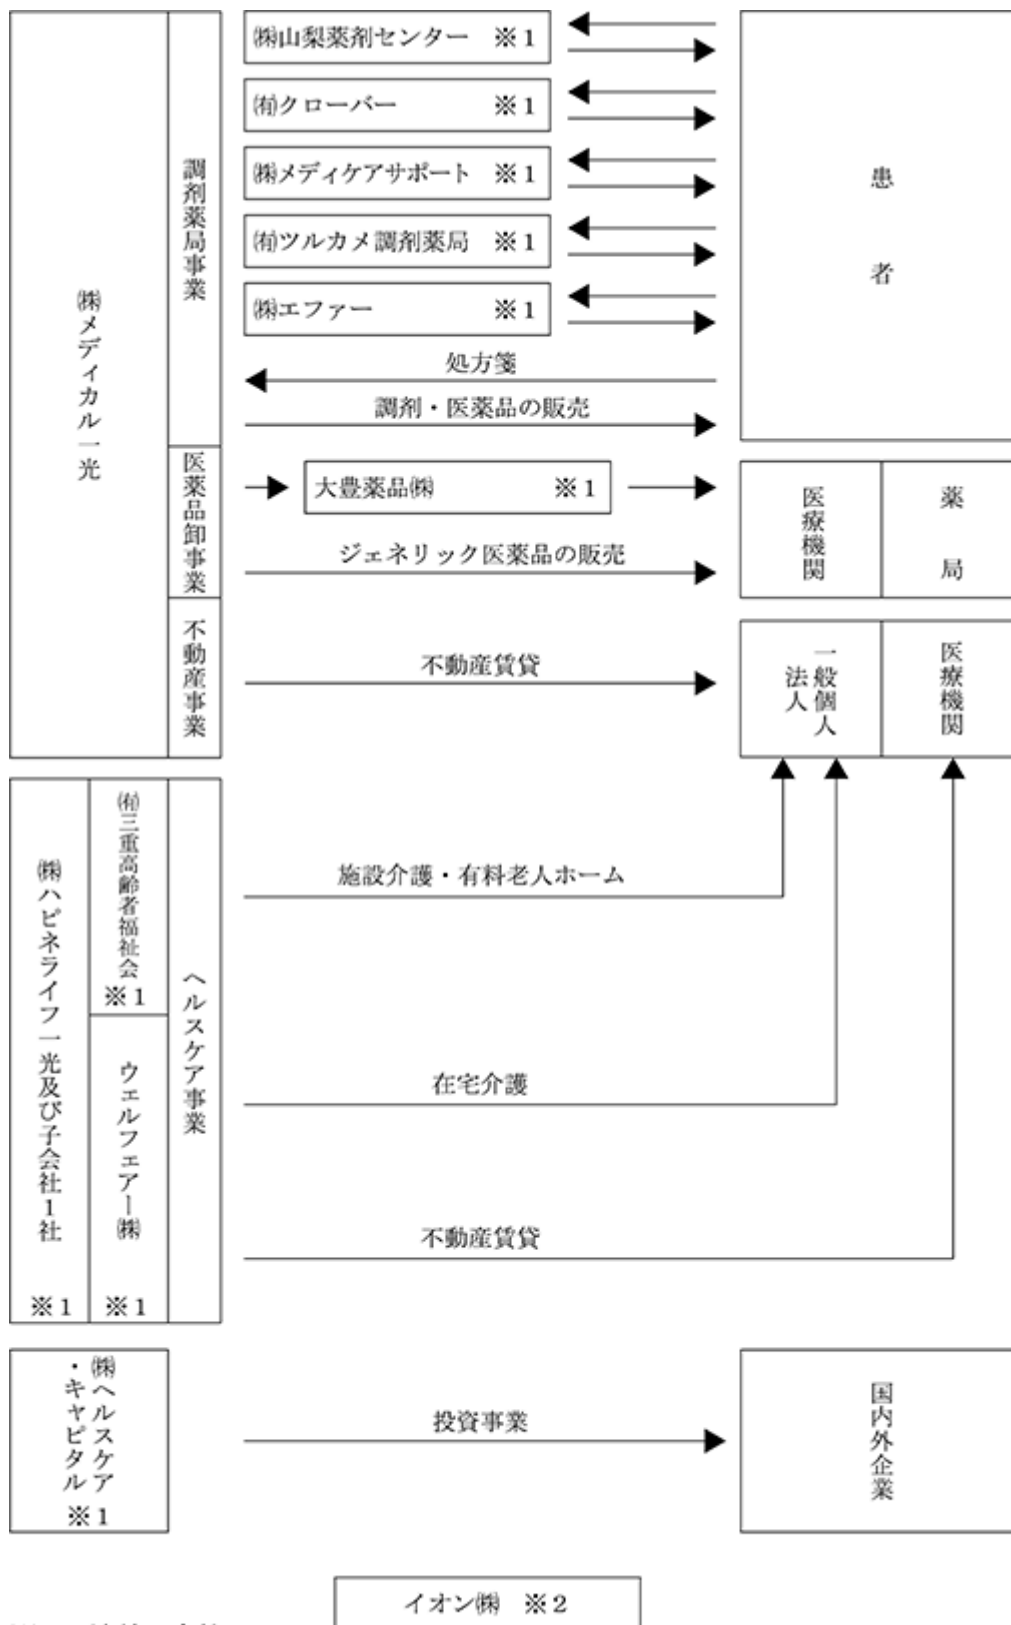 ㈱メディカル一光
調剤薬局事業
㈱山梨薬剤センター ※1
㈲クローバー ※1
㈱メディケアサポート ※1
㈲ツルカメ調剤薬局 ※1
㈱エファー ※1
処方箋
調剤・医薬品の販売
患者
医薬品卸事業
大豊薬品㈱ ※1
ジェネリック医薬品の販売
医療機関
薬局
不動産事業
不動産賃貸
一般個人
法人
医療機関
㈱ハピネライフ一光及び子会社1社 ※1
㈲三重高齢者福祉会 ※1
ウェルフェアー㈱ ※1
ヘルスケア事業
施設介護・有料老人ホーム
在宅介護
不動産賃貸
㈱ヘルスケア
・キャピタル
※1
投資事業
国内外企業
イオン㈱ ※2